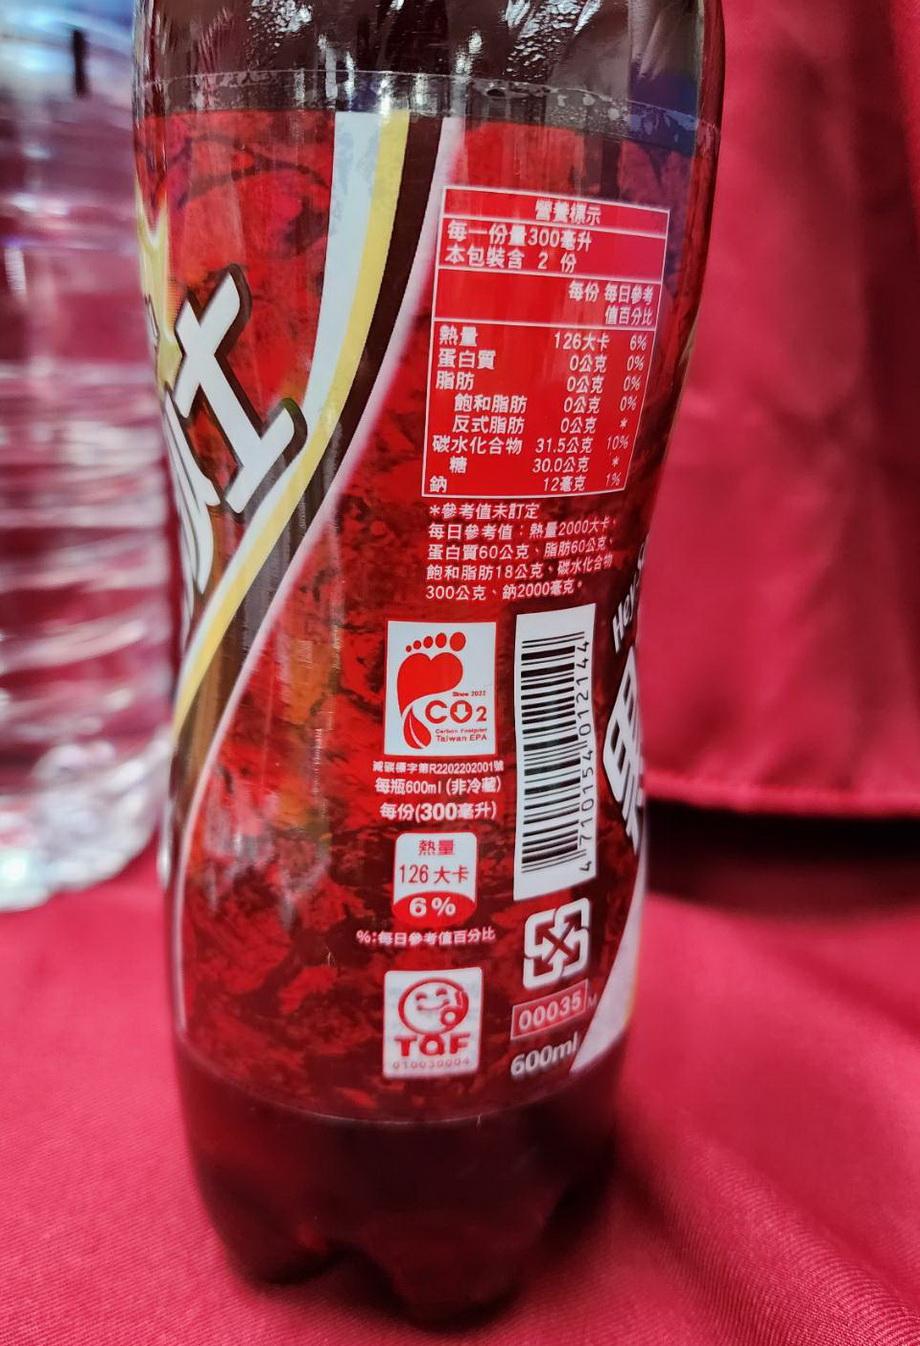 營養標示
每一份量300毫升
本包裝含 2 份
每份 每日參考
值百分比
熱量 126大卡 6%
蛋白質 0公克 0%
脂肪 0公克 0%
飽和脂肪 0公克 0%
反式脂肪 0公克 *
碳水化合物 31.5公克 10%
糖 30.0公克 *
鈉 12毫克 1%
*參考值未訂定
每日參考值：熱量2000大卡、
蛋白質60公克、脂肪60公克、
飽和脂肪18公克、碳水化合物
300公克、鈉2000毫克。
Since 2022
CO2
Carbon Footprint
Taiwan EPA
減碳標字第R2202202001號
每瓶600ml (非冷藏)
每份(300毫升)
熱量
126 大卡
6%
%:每日參考值百分比
TQF
010030004
4 710154 012144
00035 M
600ml
Hey